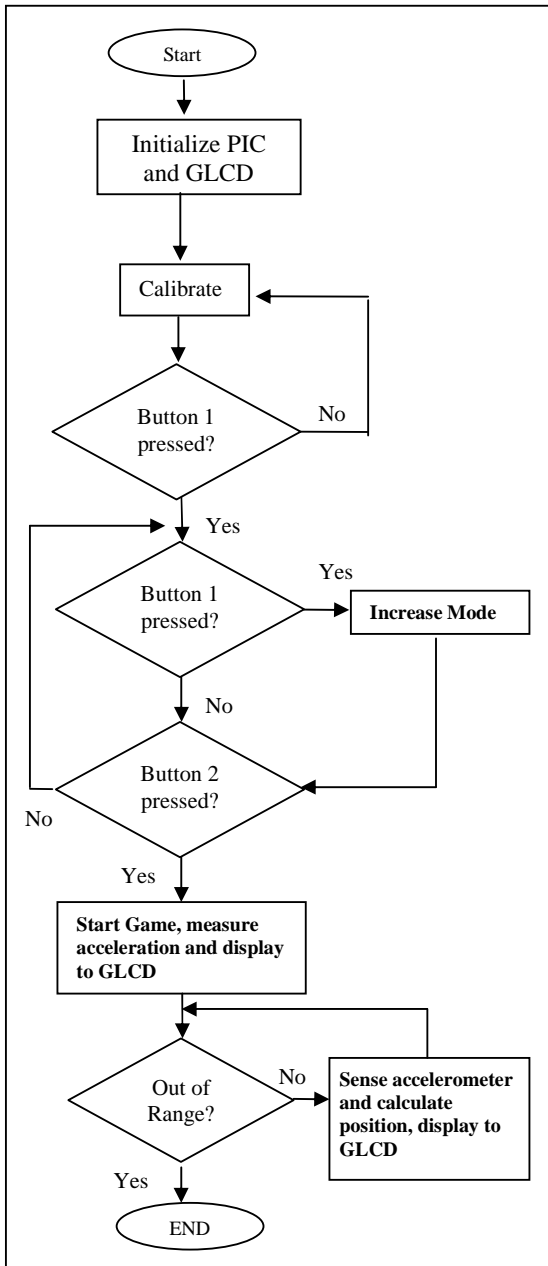 Start
Initialize PIC
and GLCD
Calibrate
Button 1
pressed?
No
Yes
Button 1
pressed?
Yes
Increase Mode
No
Button 2
pressed?
No
Yes
Start Game, measure
acceleration and display
to GLCD
Out of
Range?
No
Sense accelerometer
and calculate
position, display to
GLCD
Yes
END